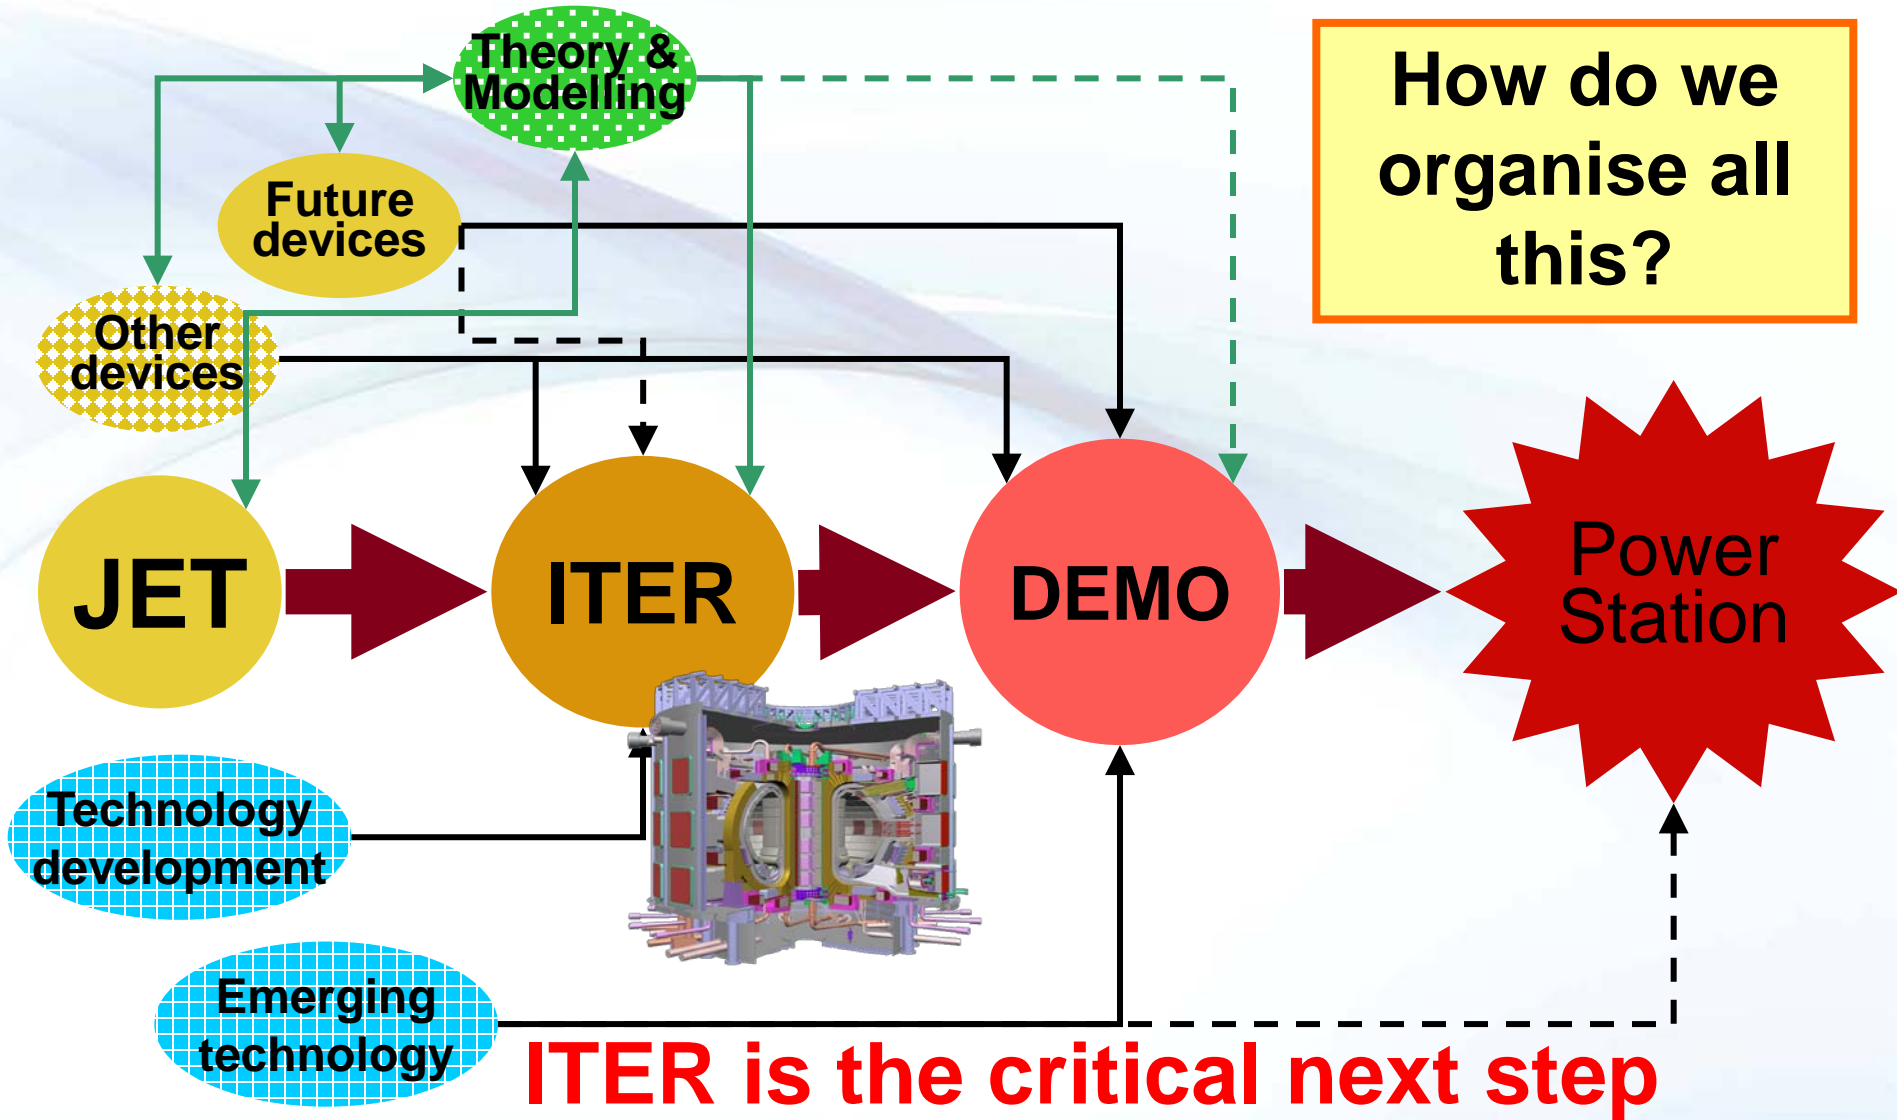 Theory &
Modelling
How do we
organise all
this?
Future
devices
Other
devices
JET
ITER
DEMO
Power
Station
Technology
development
Emerging
technology
ITER is the critical next step